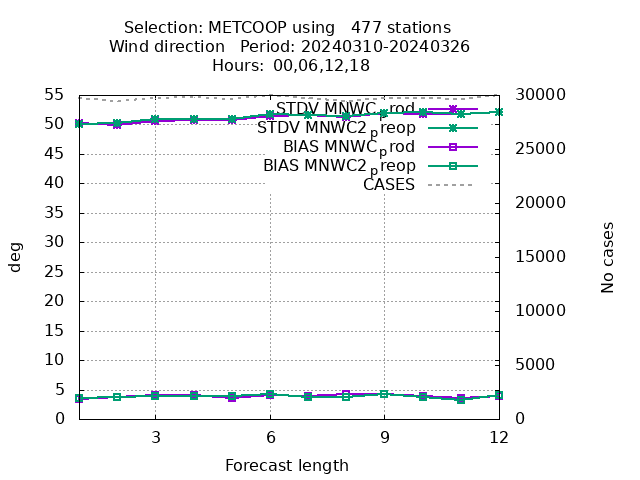 Selection: METCOOP using   477 stations
Wind direction   Period: 20240310-20240326
Hours:  00,06,12,18
55
50
45
40
35
30
25
20
15
10
5
0
30000
25000
20000
15000
10000
5000
0
STDV MNWC_prod
STDV MNWC2_preop
BIAS MNWC_prod
BIAS MNWC2_preop
CASES
deg
No cases
3 6 9 12
Forecast length